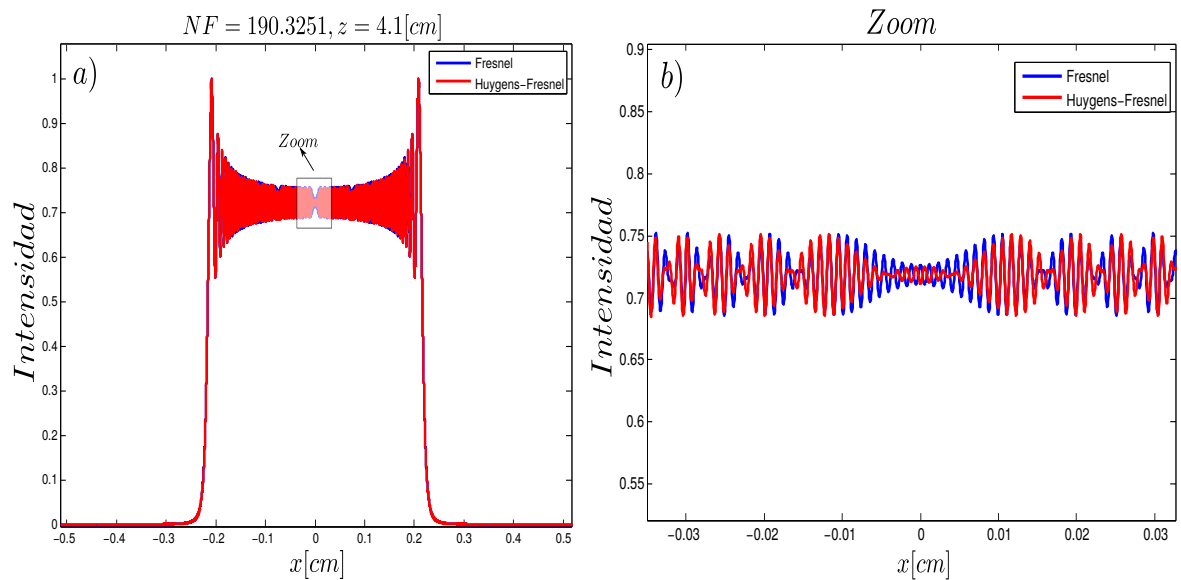 NF = 190.3251, z = 4.1[cm]
a)
Fresnel
Huygens-Fresnel
Zoom
Intensidad
1
0.9
0.8
0.7
0.6
0.5
0.4
0.3
0.2
0.1
0
-0.5 -0.4 -0.3 -0.2 -0.1 0 0.1 0.2 0.3 0.4 0.5
x[cm]
Zoom
b)
Fresnel
Huygens-Fresnel
Intensidad
0.9
0.85
0.8
0.75
0.7
0.65
0.6
0.55
-0.03 -0.02 -0.01 0 0.01 0.02 0.03
x[cm]